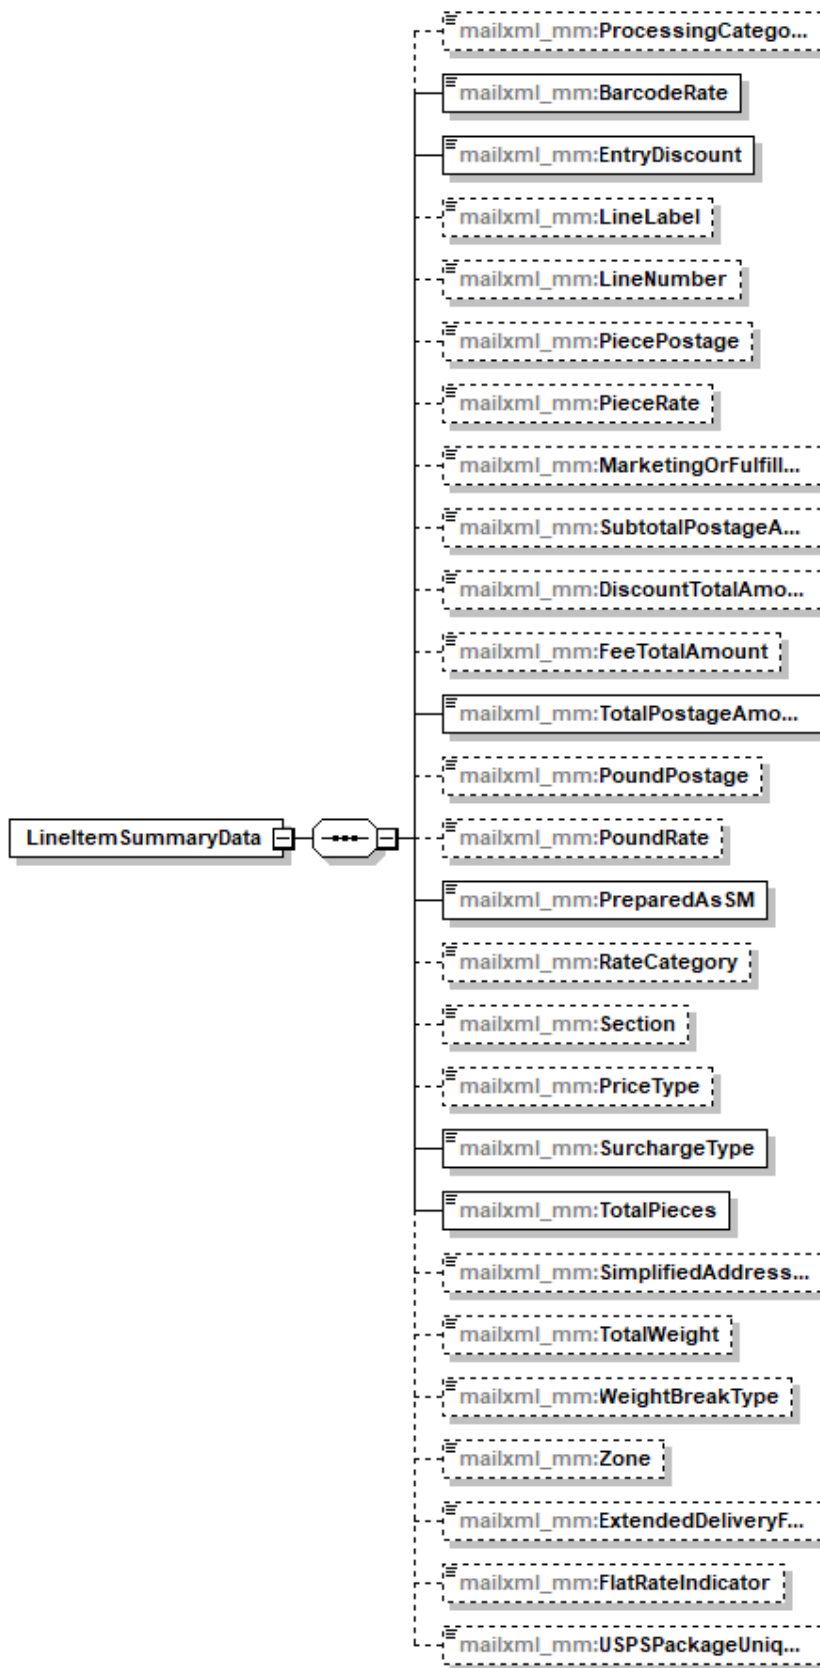 mailxml_mm:ProcessingCatego...
mailxml_mm:BarcodeRate
mailxml_mm:EntryDiscount
mailxml_mm:LineLabel
mailxml_mm:LineNumber
mailxml_mm:PiecePostage
mailxml_mm:PieceRate
mailxml_mm:MarketingOrFulfill...
mailxml_mm:SubtotalPostageA...
mailxml_mm:DiscountTotalAmo...
mailxml_mm:FeeTotalAmount
mailxml_mm:TotalPostageAmo...
mailxml_mm:PoundPostage
LineItemSummaryData
mailxml_mm:PoundRate
mailxml_mm:PreparedAsSM
mailxml_mm:RateCategory
mailxml_mm:Section
mailxml_mm:PriceType
mailxml_mm:SurchargeType
mailxml_mm:TotalPieces
mailxml_mm:SimplifiedAddress...
mailxml_mm:TotalWeight
mailxml_mm:WeightBreakType
mailxml_mm:Zone
mailxml_mm:ExtendedDeliveryF...
mailxml_mm:FlatRateIndicator
mailxml_mm:USPSPackageUniq...